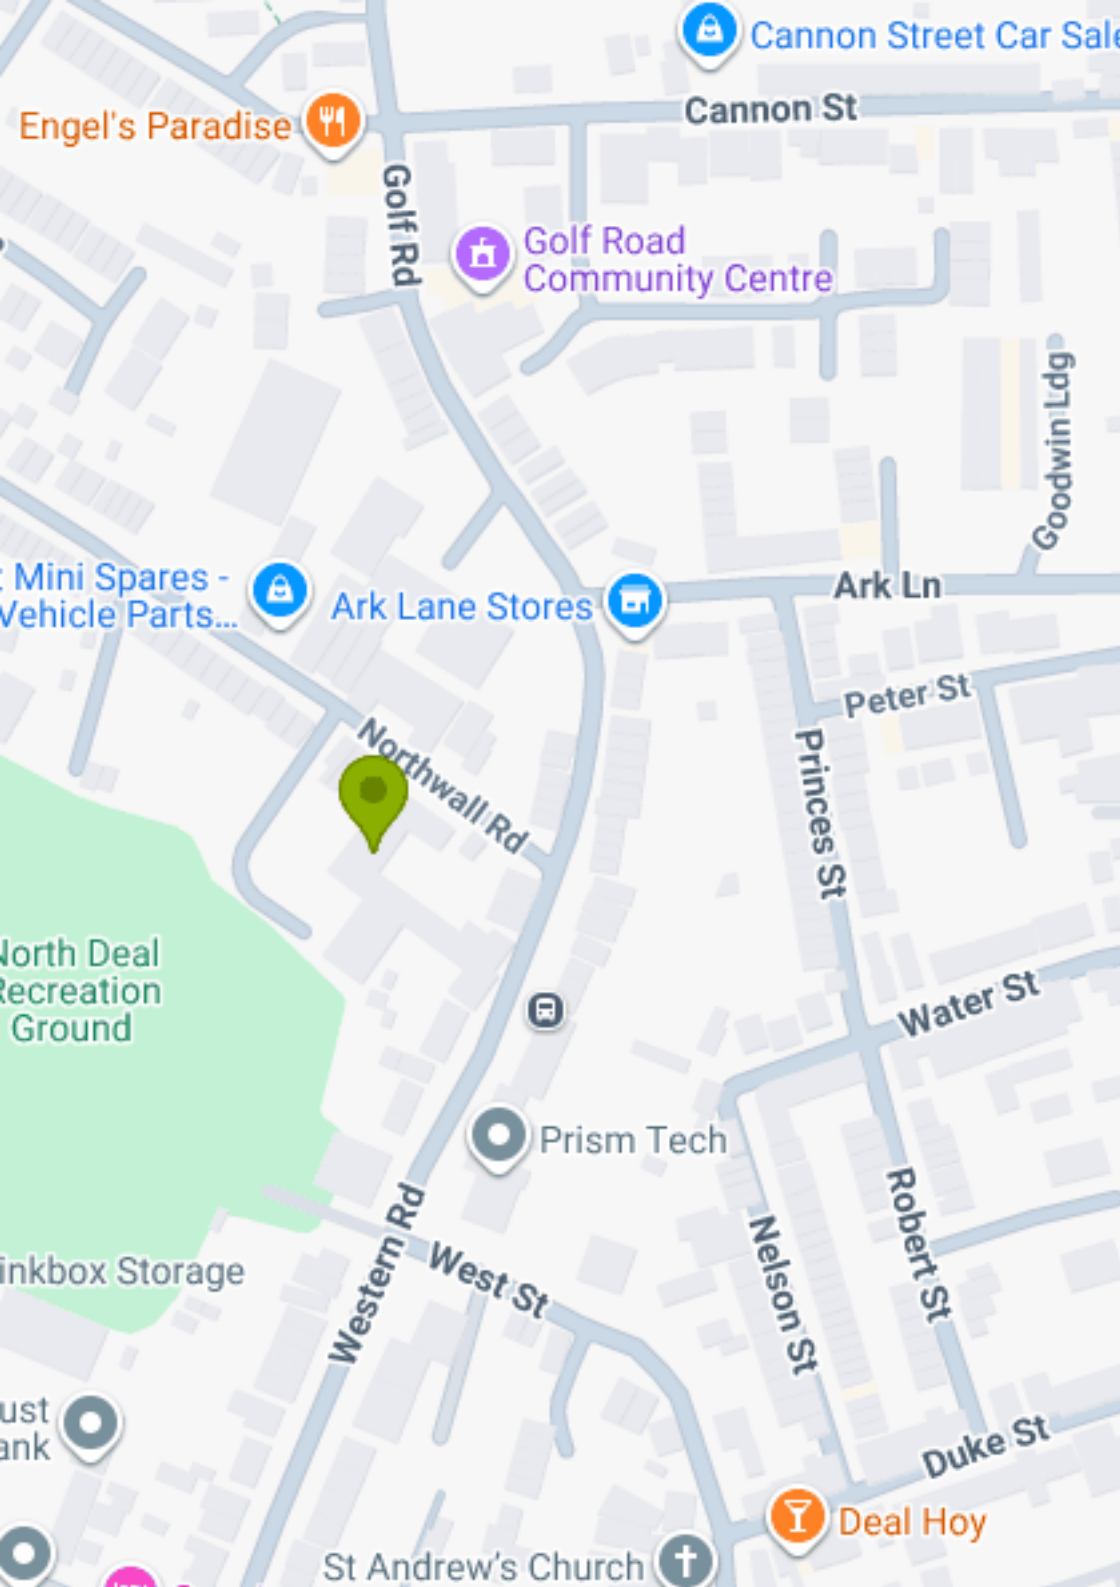 Cannon Street Car Sale
Cannon St
Engel's Paradise
Golf Rd
Golf Road
Community Centre
Goodwin Ldg
Mini Spares -
Vehicle Parts...
Ark Lane Stores
Ark Ln
Peter St
Northwall Rd
Princes St
North Deal
Recreation
Ground
Water St
Prism Tech
Western Rd
West St
Nelson St
Robert St
inkbox Storage
ust
ank
Duke St
Deal Hoy
St Andrew's Church